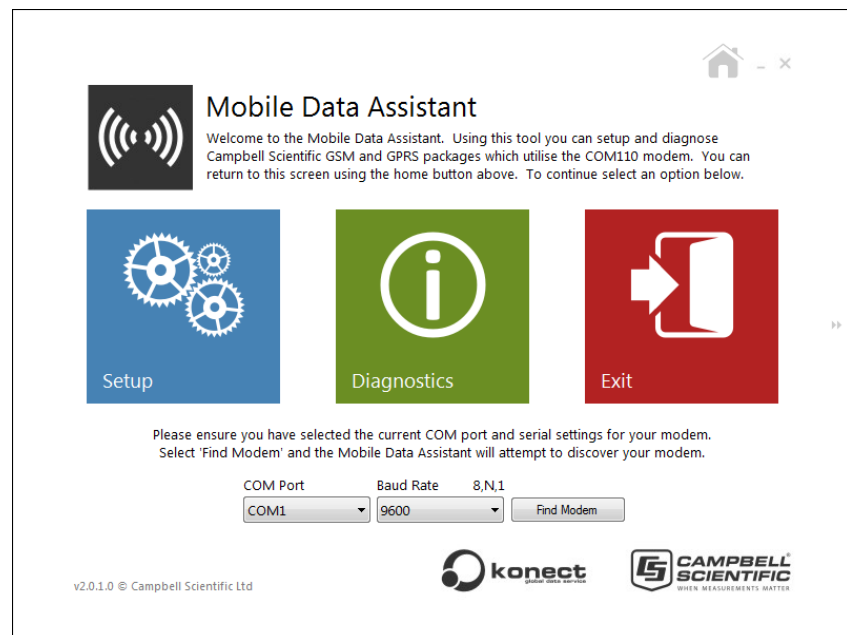 Mobile Data Assistant
Welcome to the Mobile Data Assistant. Using this tool you can setup and diagnose
Campbell Scientific GSM and GPRS packages which utilise the COM110 modem. You can
return to this screen using the home button above. To continue select an option below.
Setup
Diagnostics
Exit
Please ensure you have selected the current COM port and serial settings for your modem.
Select 'Find Modem' and the Mobile Data Assistant will attempt to discover your modem.
COM Port
Baud Rate
8,N,1
COM1
9600
Find Modem
v2.0.1.0 © Campbell Scientific Ltd
konect
global data service
CAMPBELL®
SCIENTIFIC
WHEN MEASUREMENTS MATTER